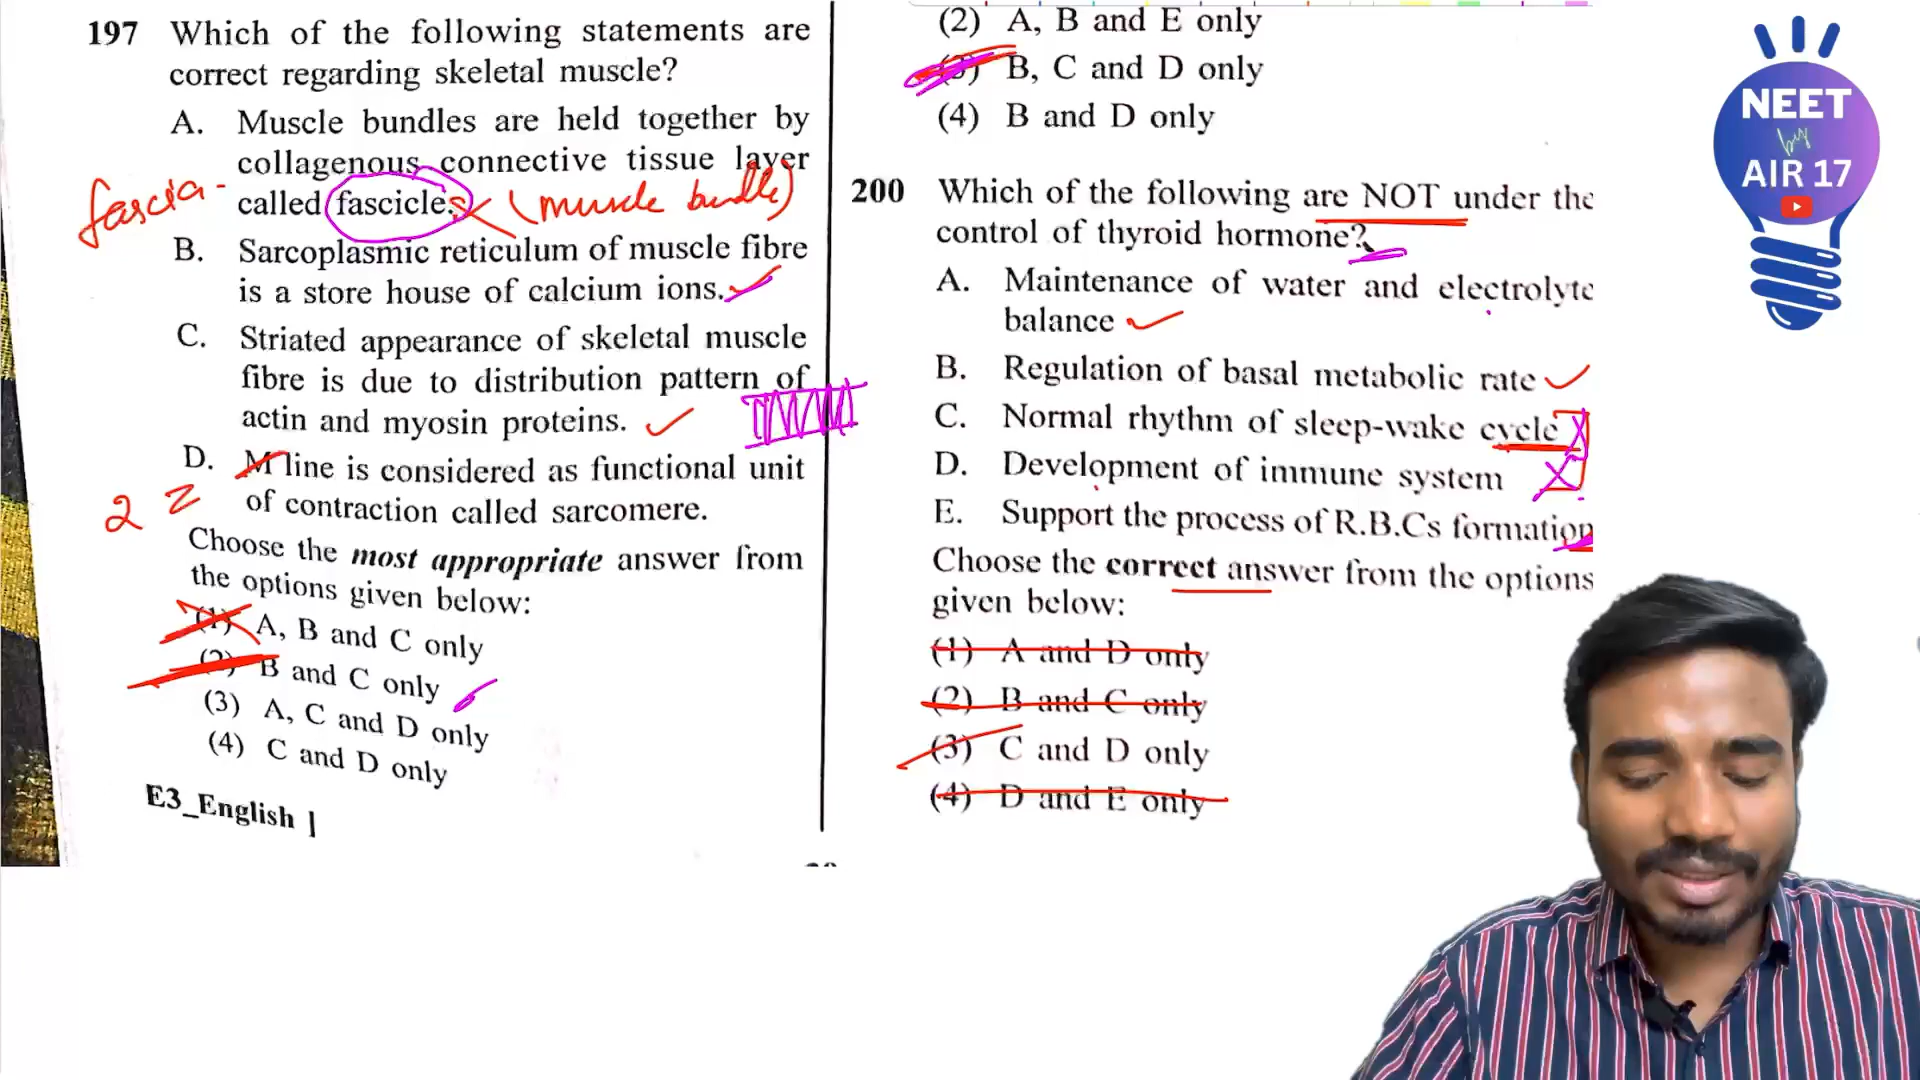 197 Which of the following statements are
correct regarding skeletal muscle?
A. Muscle bundles are held together by
collagenous connective tissue layer
called fascicle.
fascia - (muscle bundle)
B. Sarcoplasmic reticulum of muscle fibre
is a store house of calcium ions.
C. Striated appearance of skeletal muscle
fibre is due to distribution pattern of
actin and myosin proteins.
D. M line is considered as functional unit
of contraction called sarcomere.
2 Z
Choose the most appropriate answer from
the options given below:
(1) A, B and C only
(2) B and C only
(3) A, C and D only
(4) C and D only
E3_English ]
(2) A, B and E only
(3) B, C and D only
(4) B and D only
200 Which of the following are NOT under the
control of thyroid hormone?
A. Maintenance of water and electrolyte
balance
B. Regulation of basal metabolic rate
C. Normal rhythm of sleep-wake cycle
D. Development of immune system
E. Support the process of R.B.Cs formation
Choose the correct answer from the options
given below:
(1) A and D only
(2) B and C only
(3) C and D only
(4) D and E only
NEET
by
AIR 17